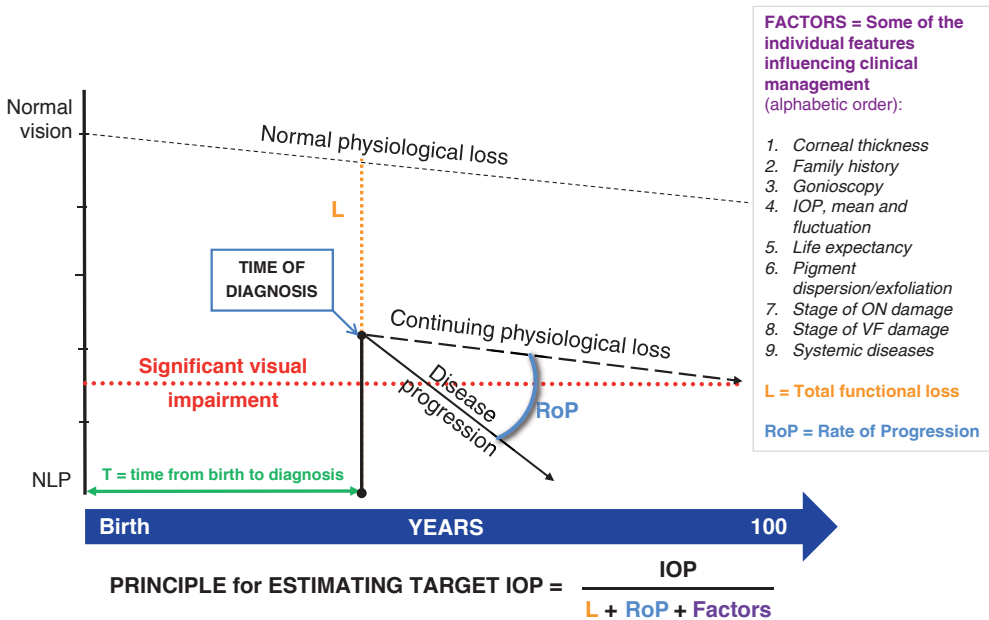 Normal
vision
Normal physiological loss
L
TIME OF
DIAGNOSIS
Continuing physiological loss
Significant visual
impairment
Disease
progression
RoP
T = time from birth to diagnosis
NLP
Birth YEARS 100
PRINCIPLE for ESTIMATING TARGET IOP =
IOP
L + RoP + Factors
FACTORS = Some of the
individual features
influencing clinical
management
(alphabetic order):
1. Corneal thickness
2. Family history
3. Gonioscopy
4. IOP, mean and
fluctuation
5. Life expectancy
6. Pigment
dispersion/exfoliation
7. Stage of ON damage
8. Stage of VF damage
9. Systemic diseases
L = Total functional loss
RoP = Rate of Progression